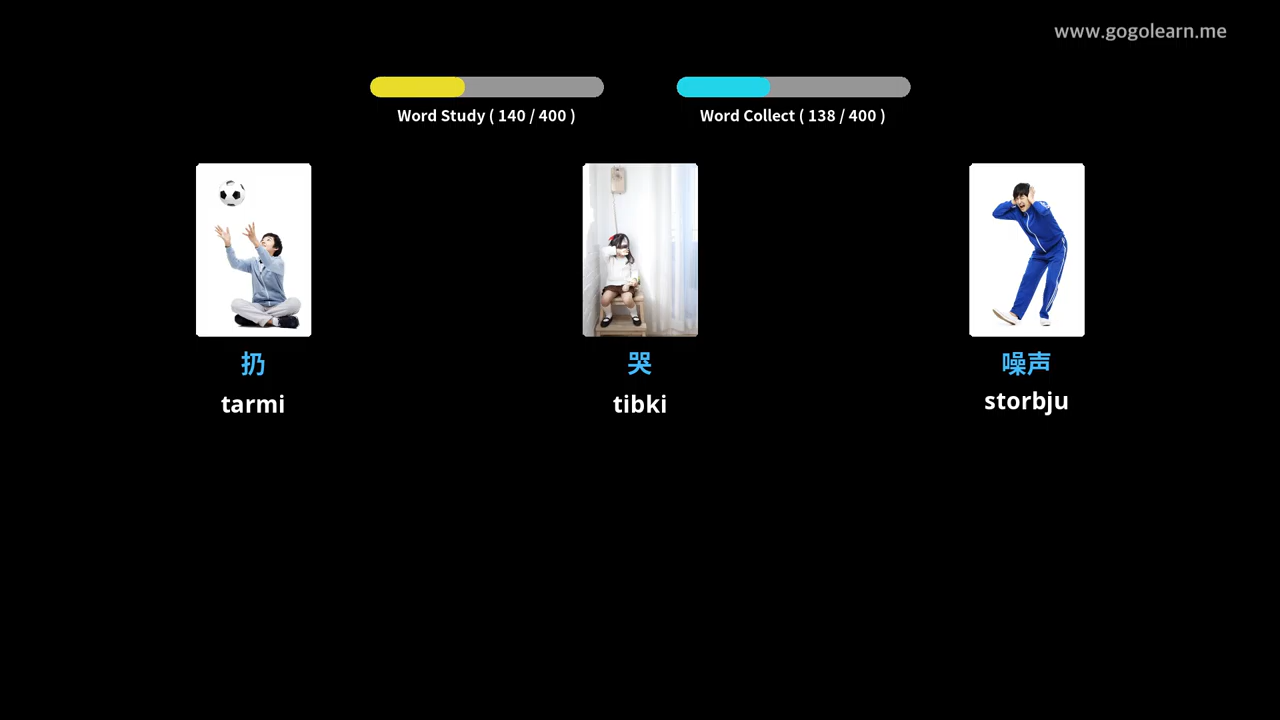 www.gogolearn.me
Word Study ( 140 / 400 )
Word Collect ( 138 / 400 )
扔
哭
噪声
tarmi
tibki
storbju